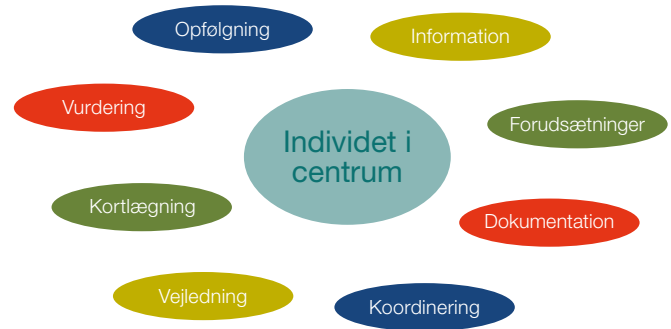 Opfølgning
Information
Vurdering
Individet i
centrum
Forudsætninger
Kortlægning
Dokumentation
Vejledning
Koordinering